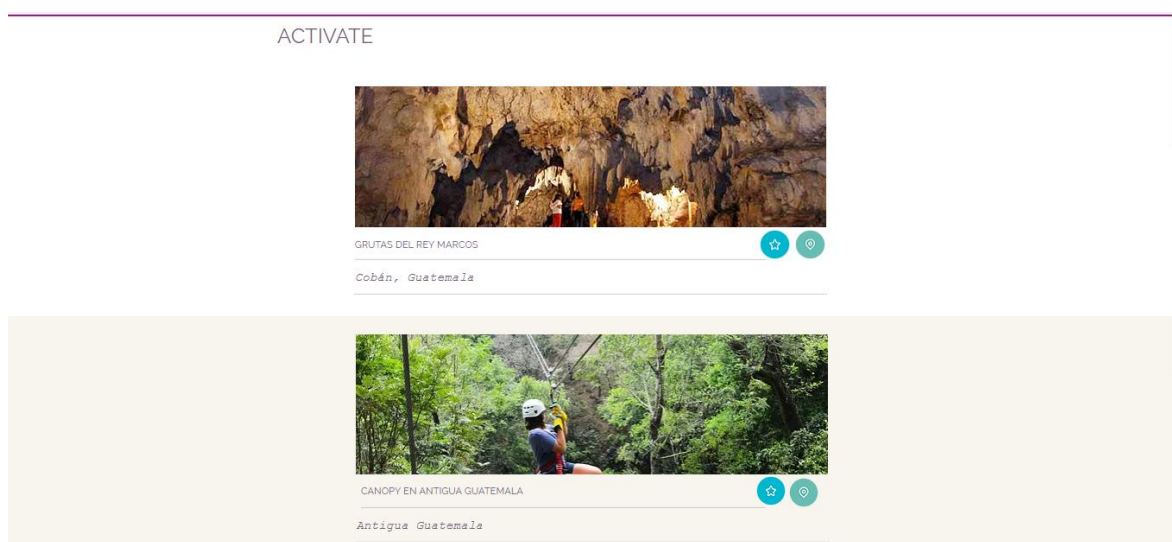 ACTIVATE
GRUTAS DEL REY MARCOS
Cobán, Guatemala
CANOPY EN ANTIGUA GUATEMALA
Antigua Guatemala